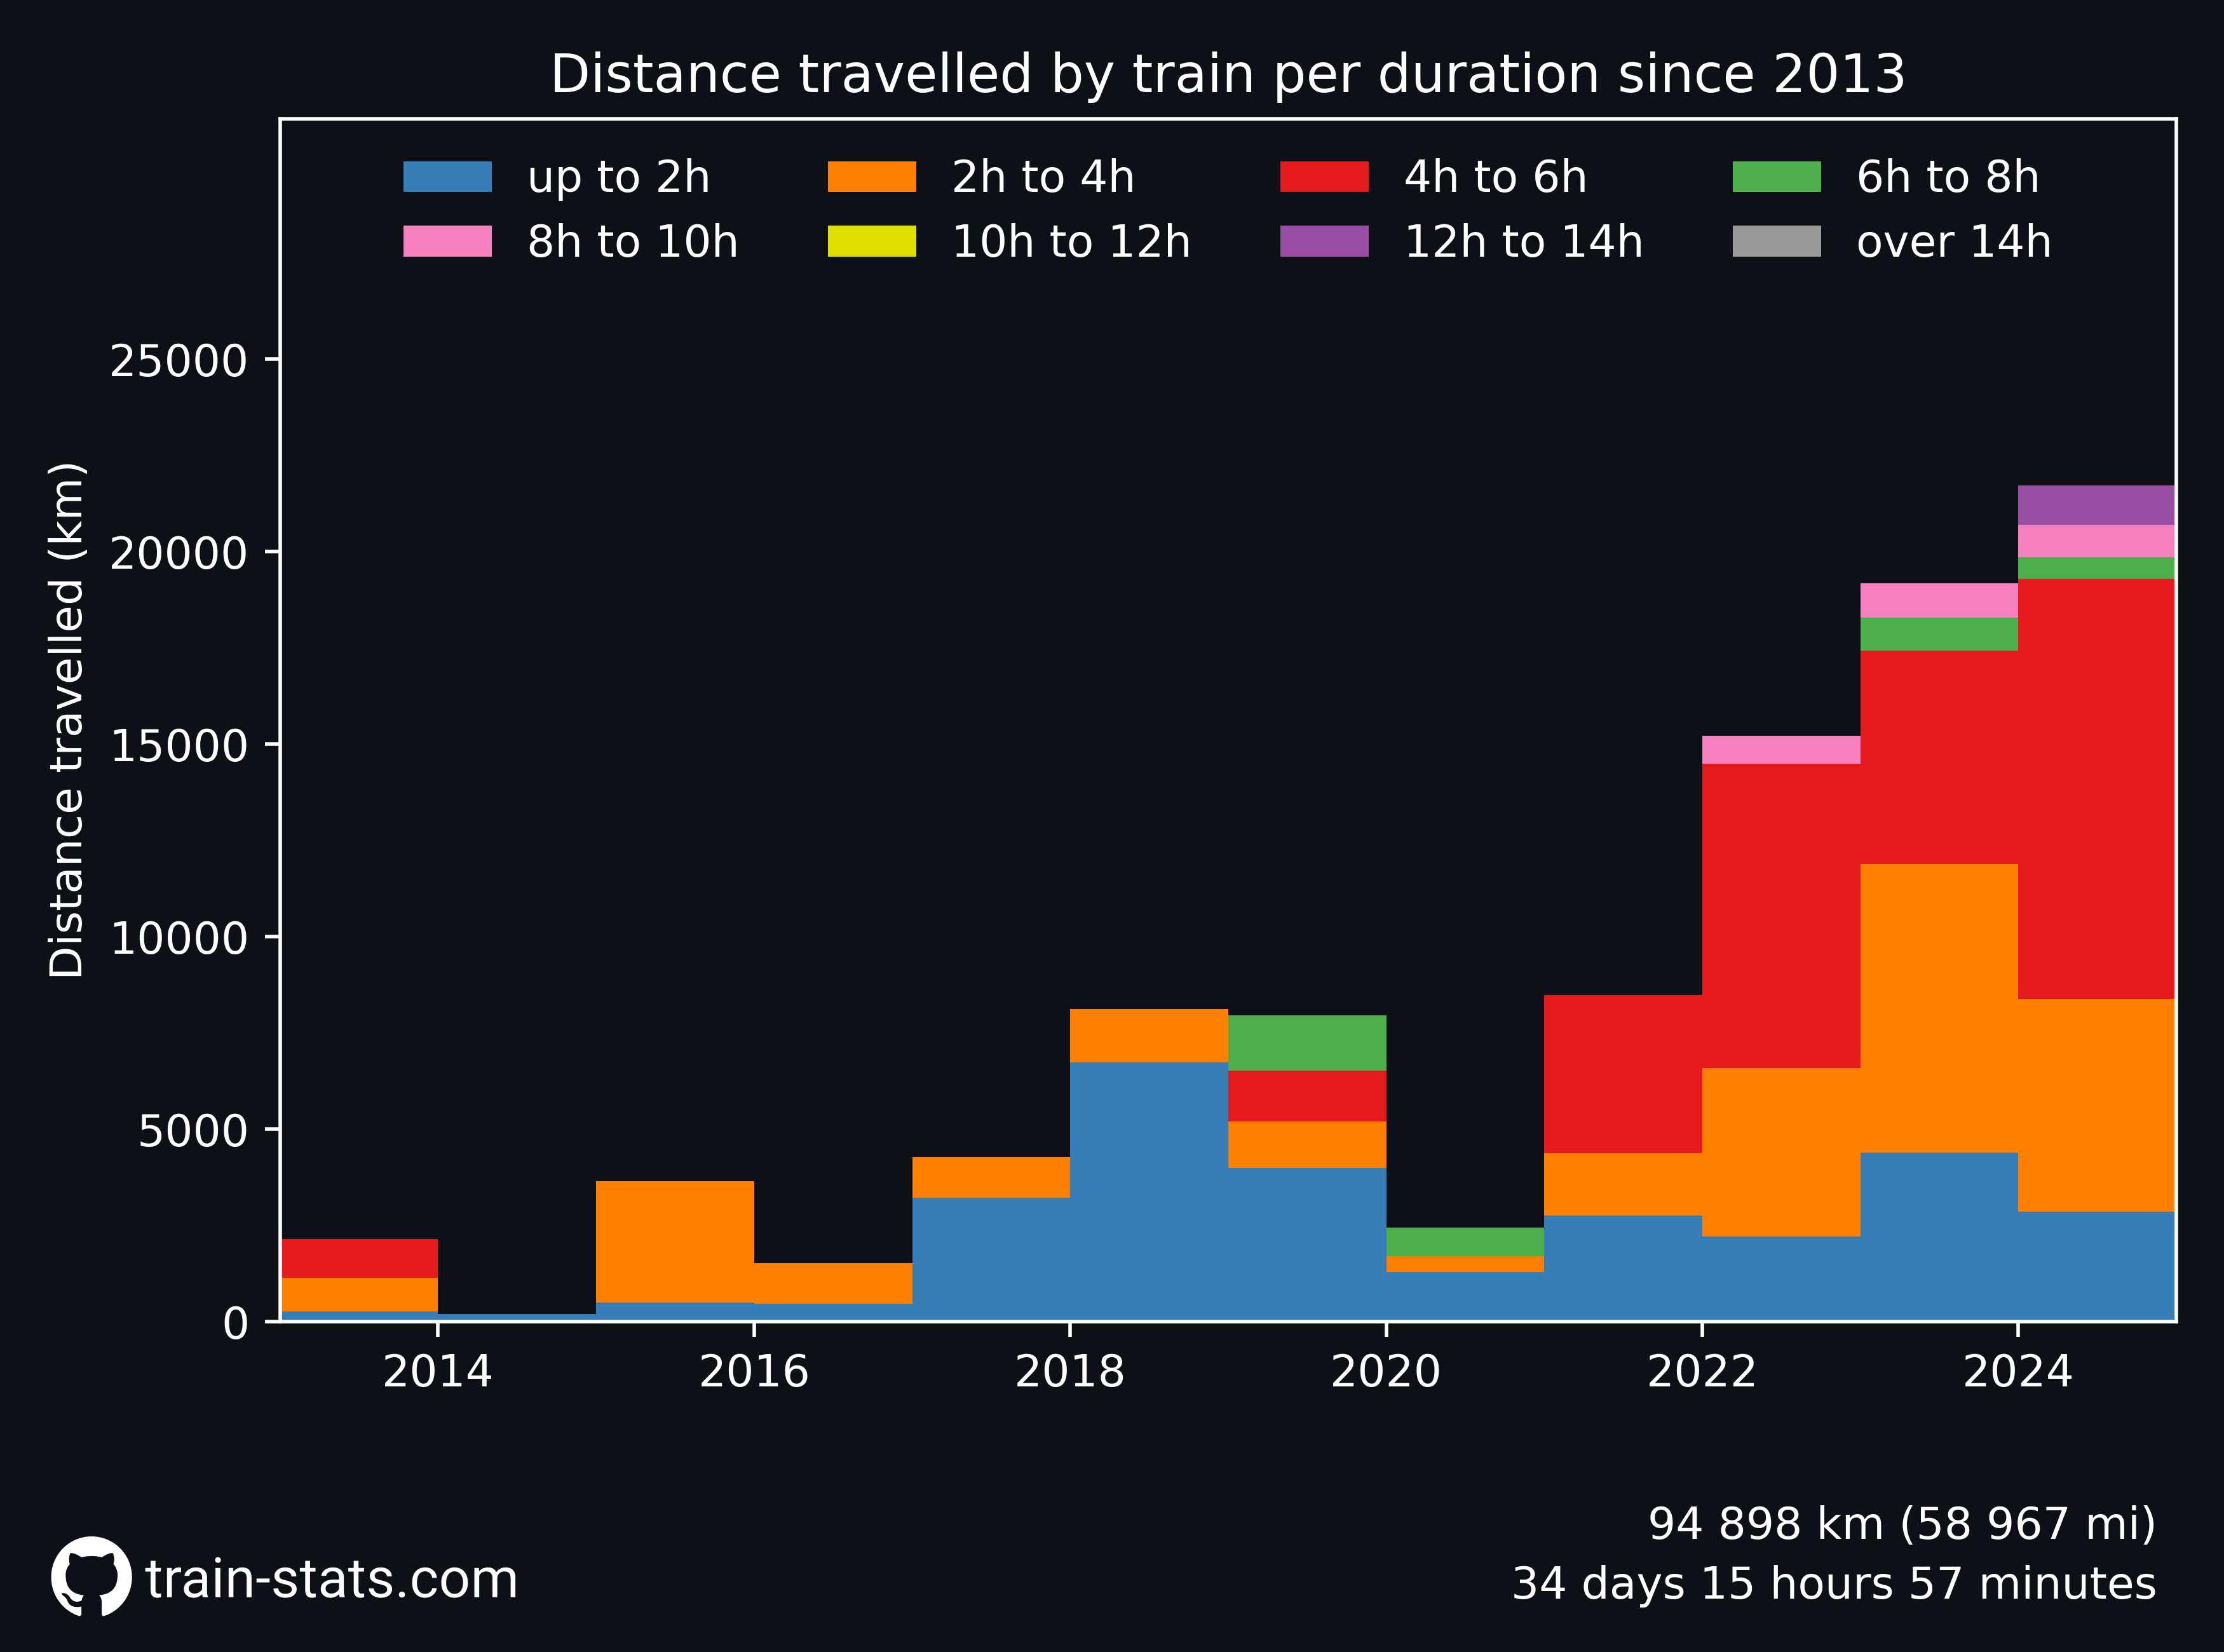 Distance travelled by train per duration since 2013
up to 2h 2h to 4h 4h to 6h 6h to 8h
8h to 10h 10h to 12h 12h to 14h over 14h
Distance travelled (km)
25000
20000
15000
10000
5000
0
2014 2016 2018 2020 2022 2024
94 898 km (58 967 mi)
34 days 15 hours 57 minutes
train-stats.com